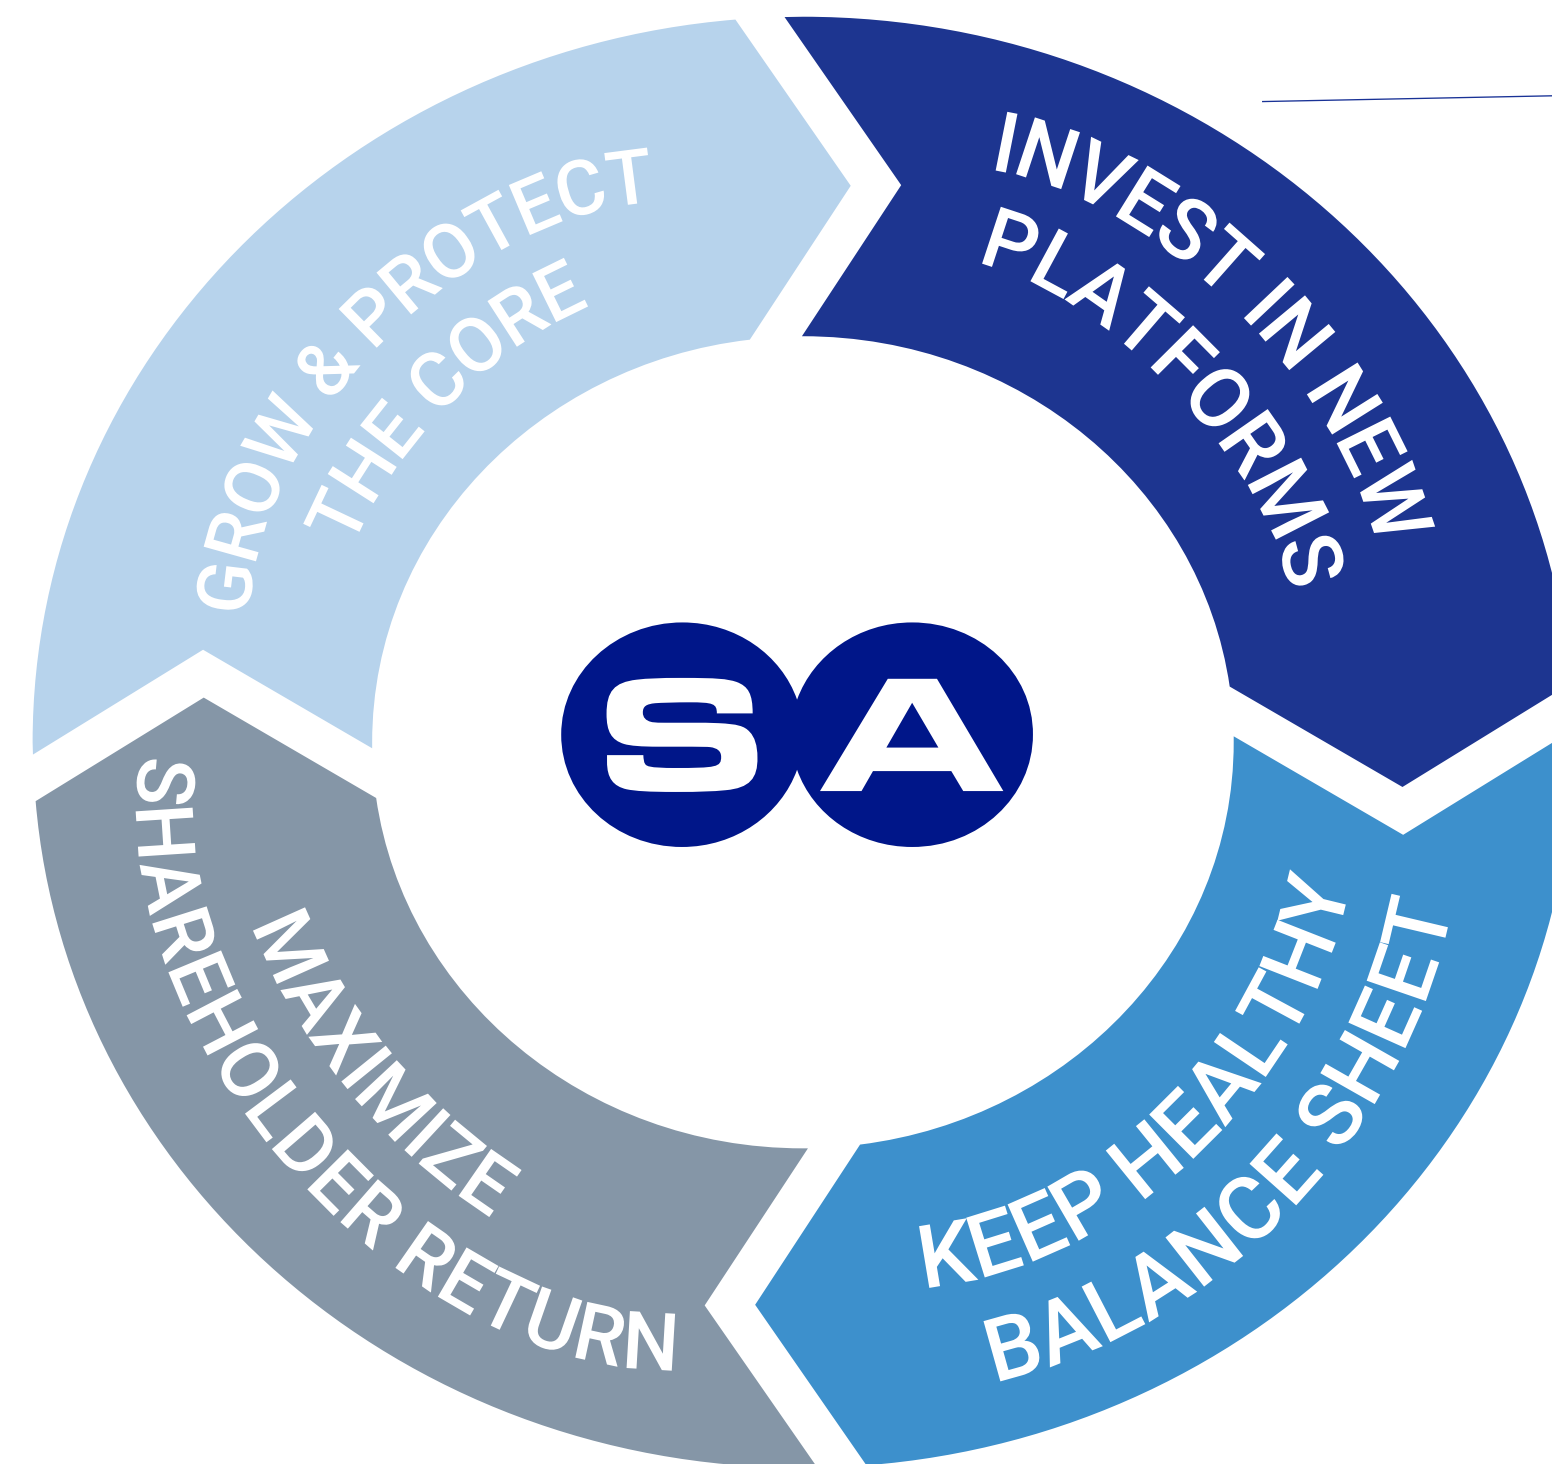 GROW & PROTECT
THE CORE
INVEST IN NEW
PLATFORMS
SA
MAXIMIZE
SHAREHOLDER RETURN
KEEP HEALTHY
BALANCE SHEET